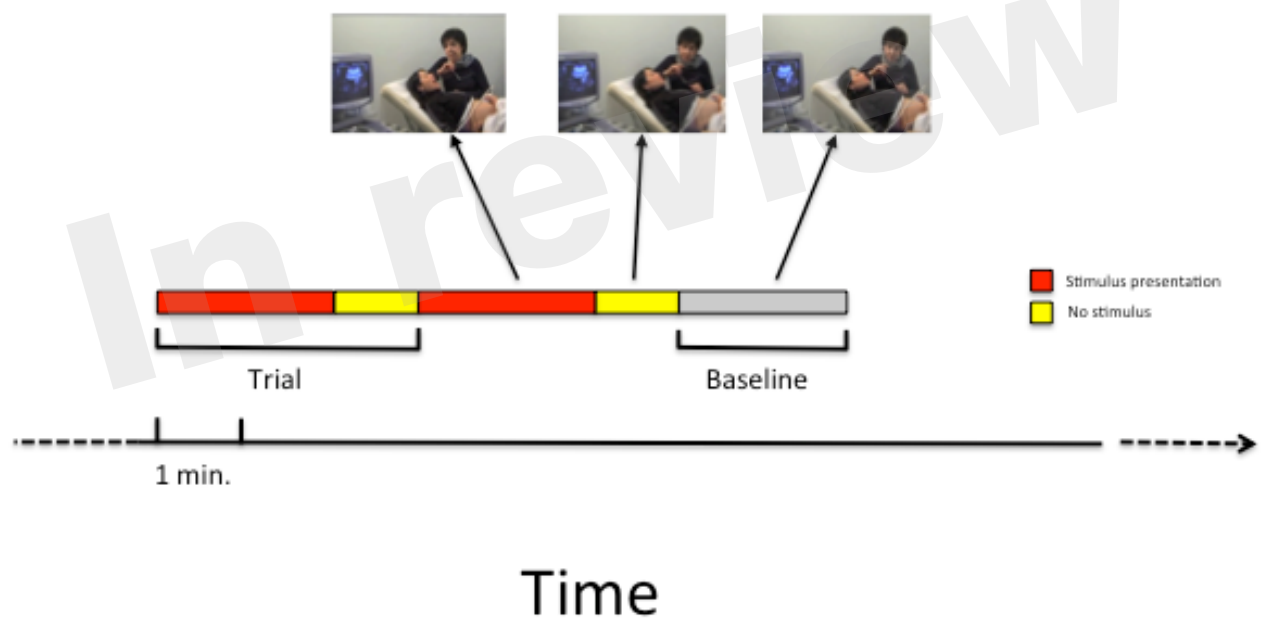 In review
Stimulus presentation
No stimulus
Trial
Baseline
1 min.
Time